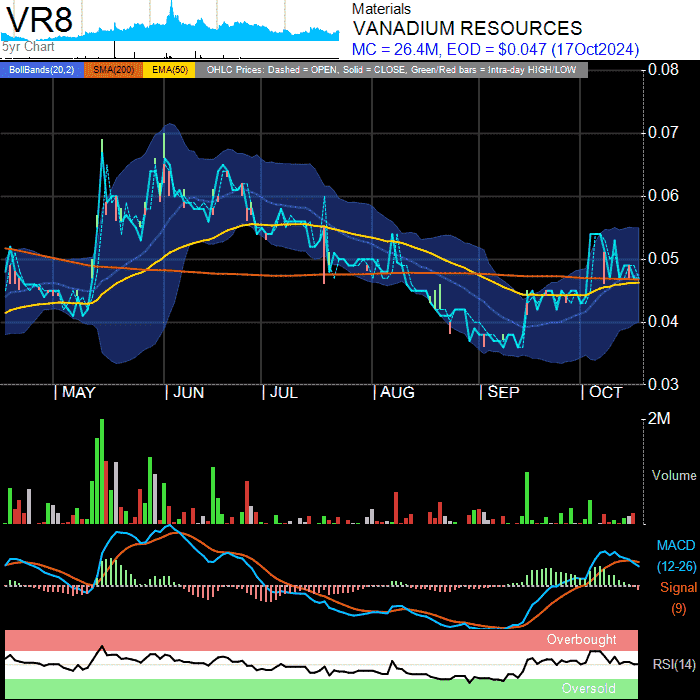 VR8
5yr Chart
Materials
VANADIUM RESOURCES
MC = 26.4M, EOD = $0.047 (17Oct2024)
BollBands(20,2) SMA(200) EMA(50) OHLC Prices: Dashed = OPEN, Solid = CLOSE, Green/Red bars = Intra-day HIGH/LOW
0.08
0.07
0.06
0.05
0.04
0.03
MAY JUN JUL AUG SEP OCT
2M
Volume
MACD
(12-26)
Signal
(9)
Overbought
RSI(14)
Oversold